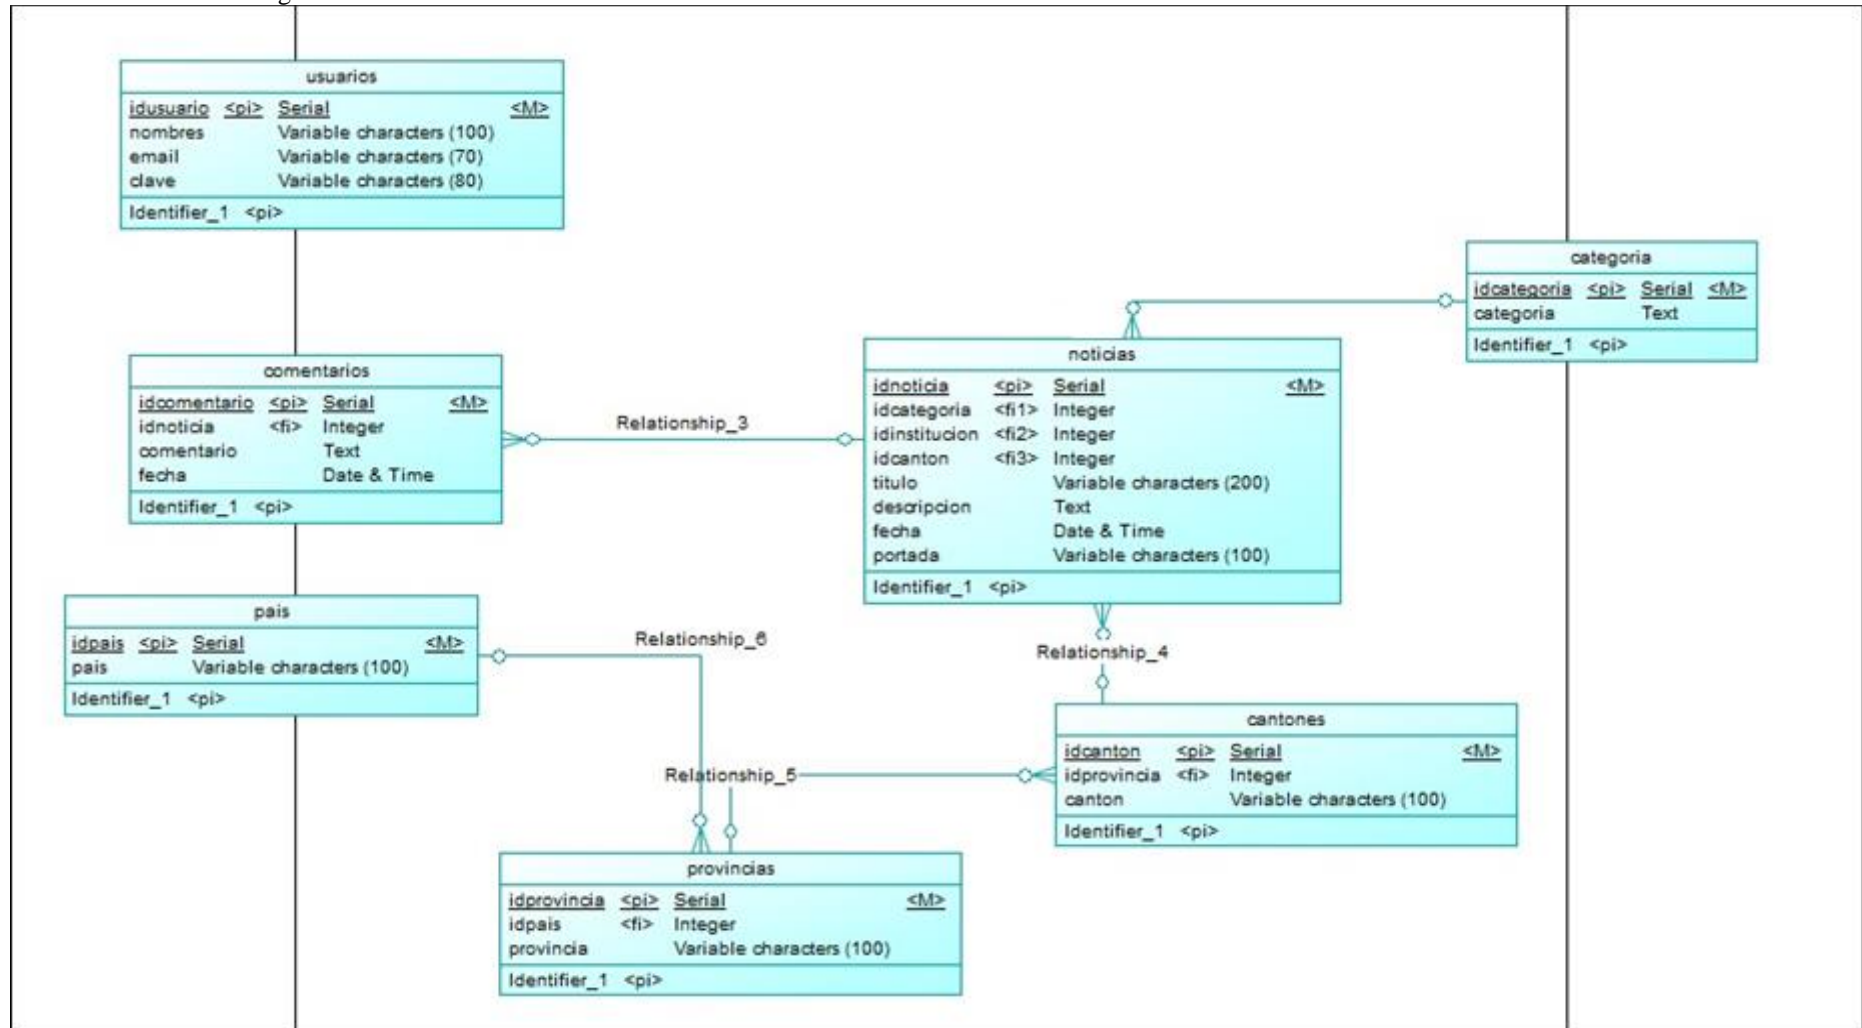 usuarios
idusuario <pi> Serial <M>
nombres Variable characters (100)
email Variable characters (70)
clave Variable characters (80)
Identifier_1 <pi>
categoria
idcategoria <pi> Serial <M>
categoria Text
Identifier_1 <pi>
comentarios
idcomentario <pi> Serial <M>
idnoticia <fi> Integer
comentario Text
fecha Date & Time
Identifier_1 <pi>
Relationship_3
noticias
idnoticia <pi> Serial <M>
idcategoria <fi1> Integer
idinstitucion <fi2> Integer
idcanton <fi3> Integer
titulo Variable characters (200)
descripcion Text
fecha Date & Time
portada Variable characters (100)
Identifier_1 <pi>
pais
idpais <pi> Serial <M>
pais Variable characters (100)
Identifier_1 <pi>
Relationship_6
Relationship_4
cantones
idcanton <pi> Serial <M>
idprovincia <fi> Integer
canton Variable characters (100)
Identifier_1 <pi>
Relationship_5
provincias
idprovincia <pi> Serial <M>
idpais <fi> Integer
provincia Variable characters (100)
Identifier_1 <pi>